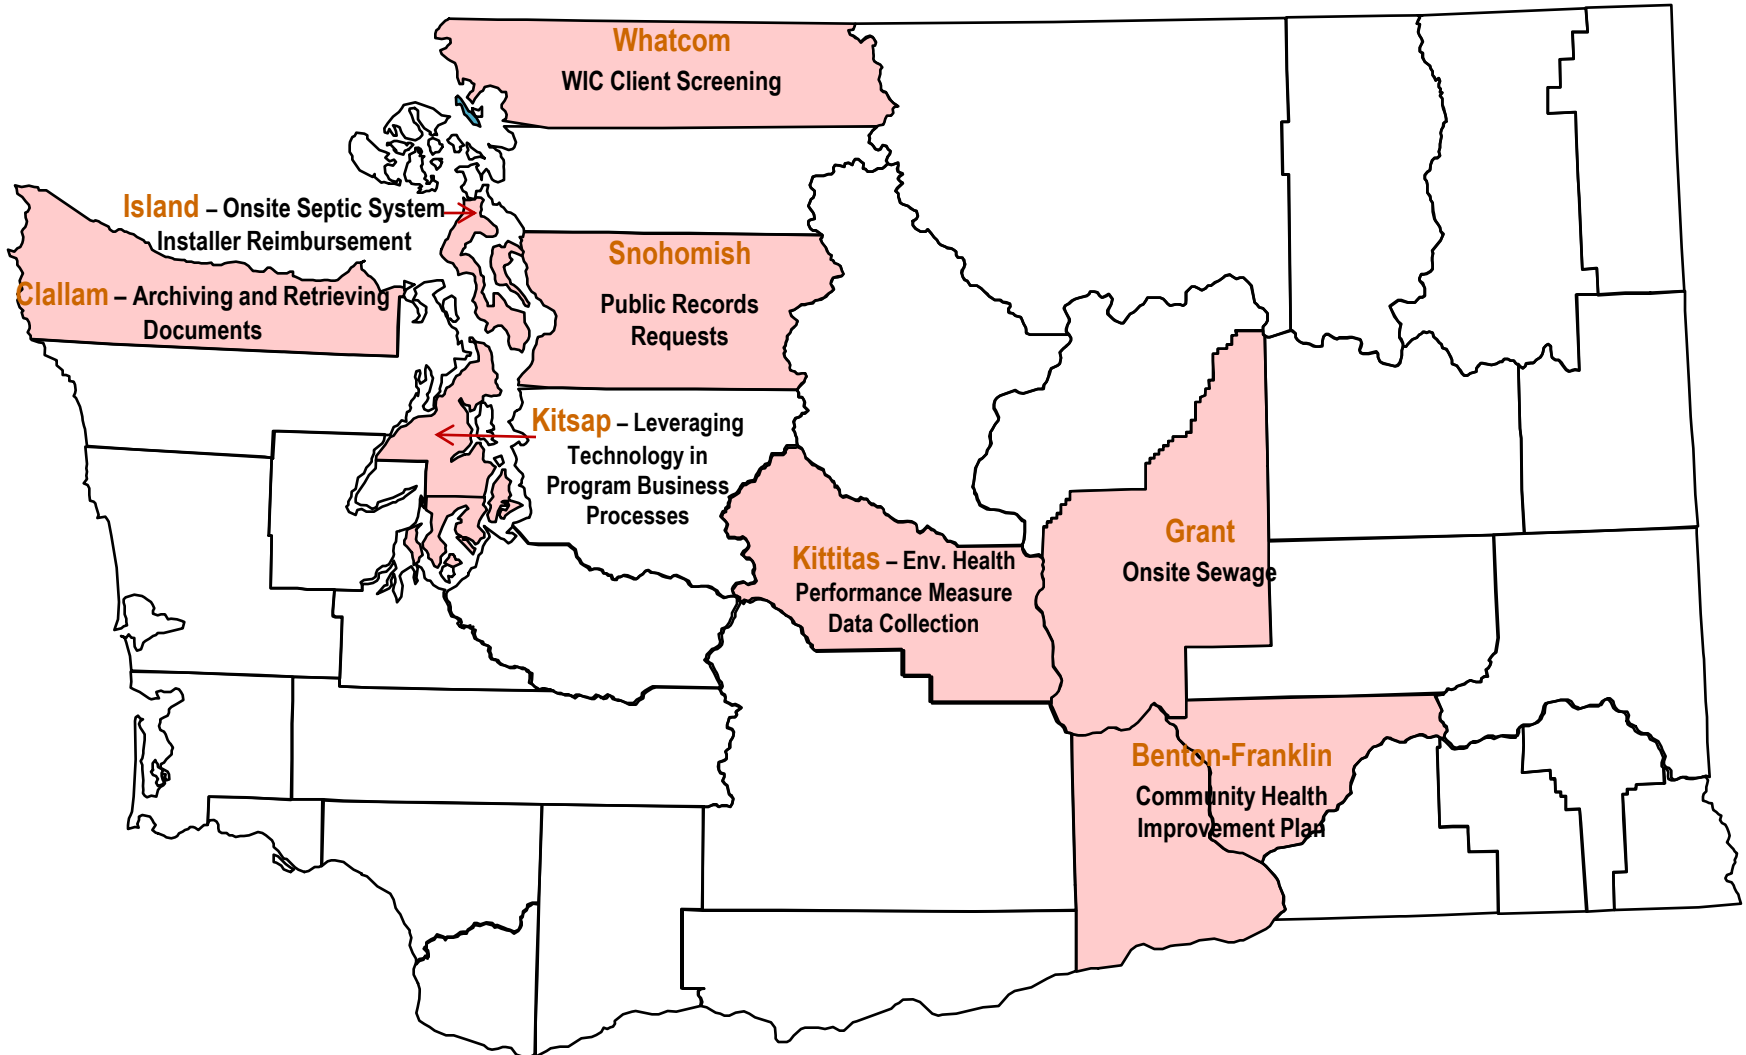 Whatcom
WIC Client Screening
Island – Onsite Septic System
Installer Reimbursement
Clallam – Archiving and Retrieving
Documents
Snohomish
Public Records
Requests
Kitsap – Leveraging
Technology in
Program Business
Processes
Kittitas – Env. Health
Performance Measure
Data Collection
Grant
Onsite Sewage
Benton-Franklin
Community Health
Improvement Plan